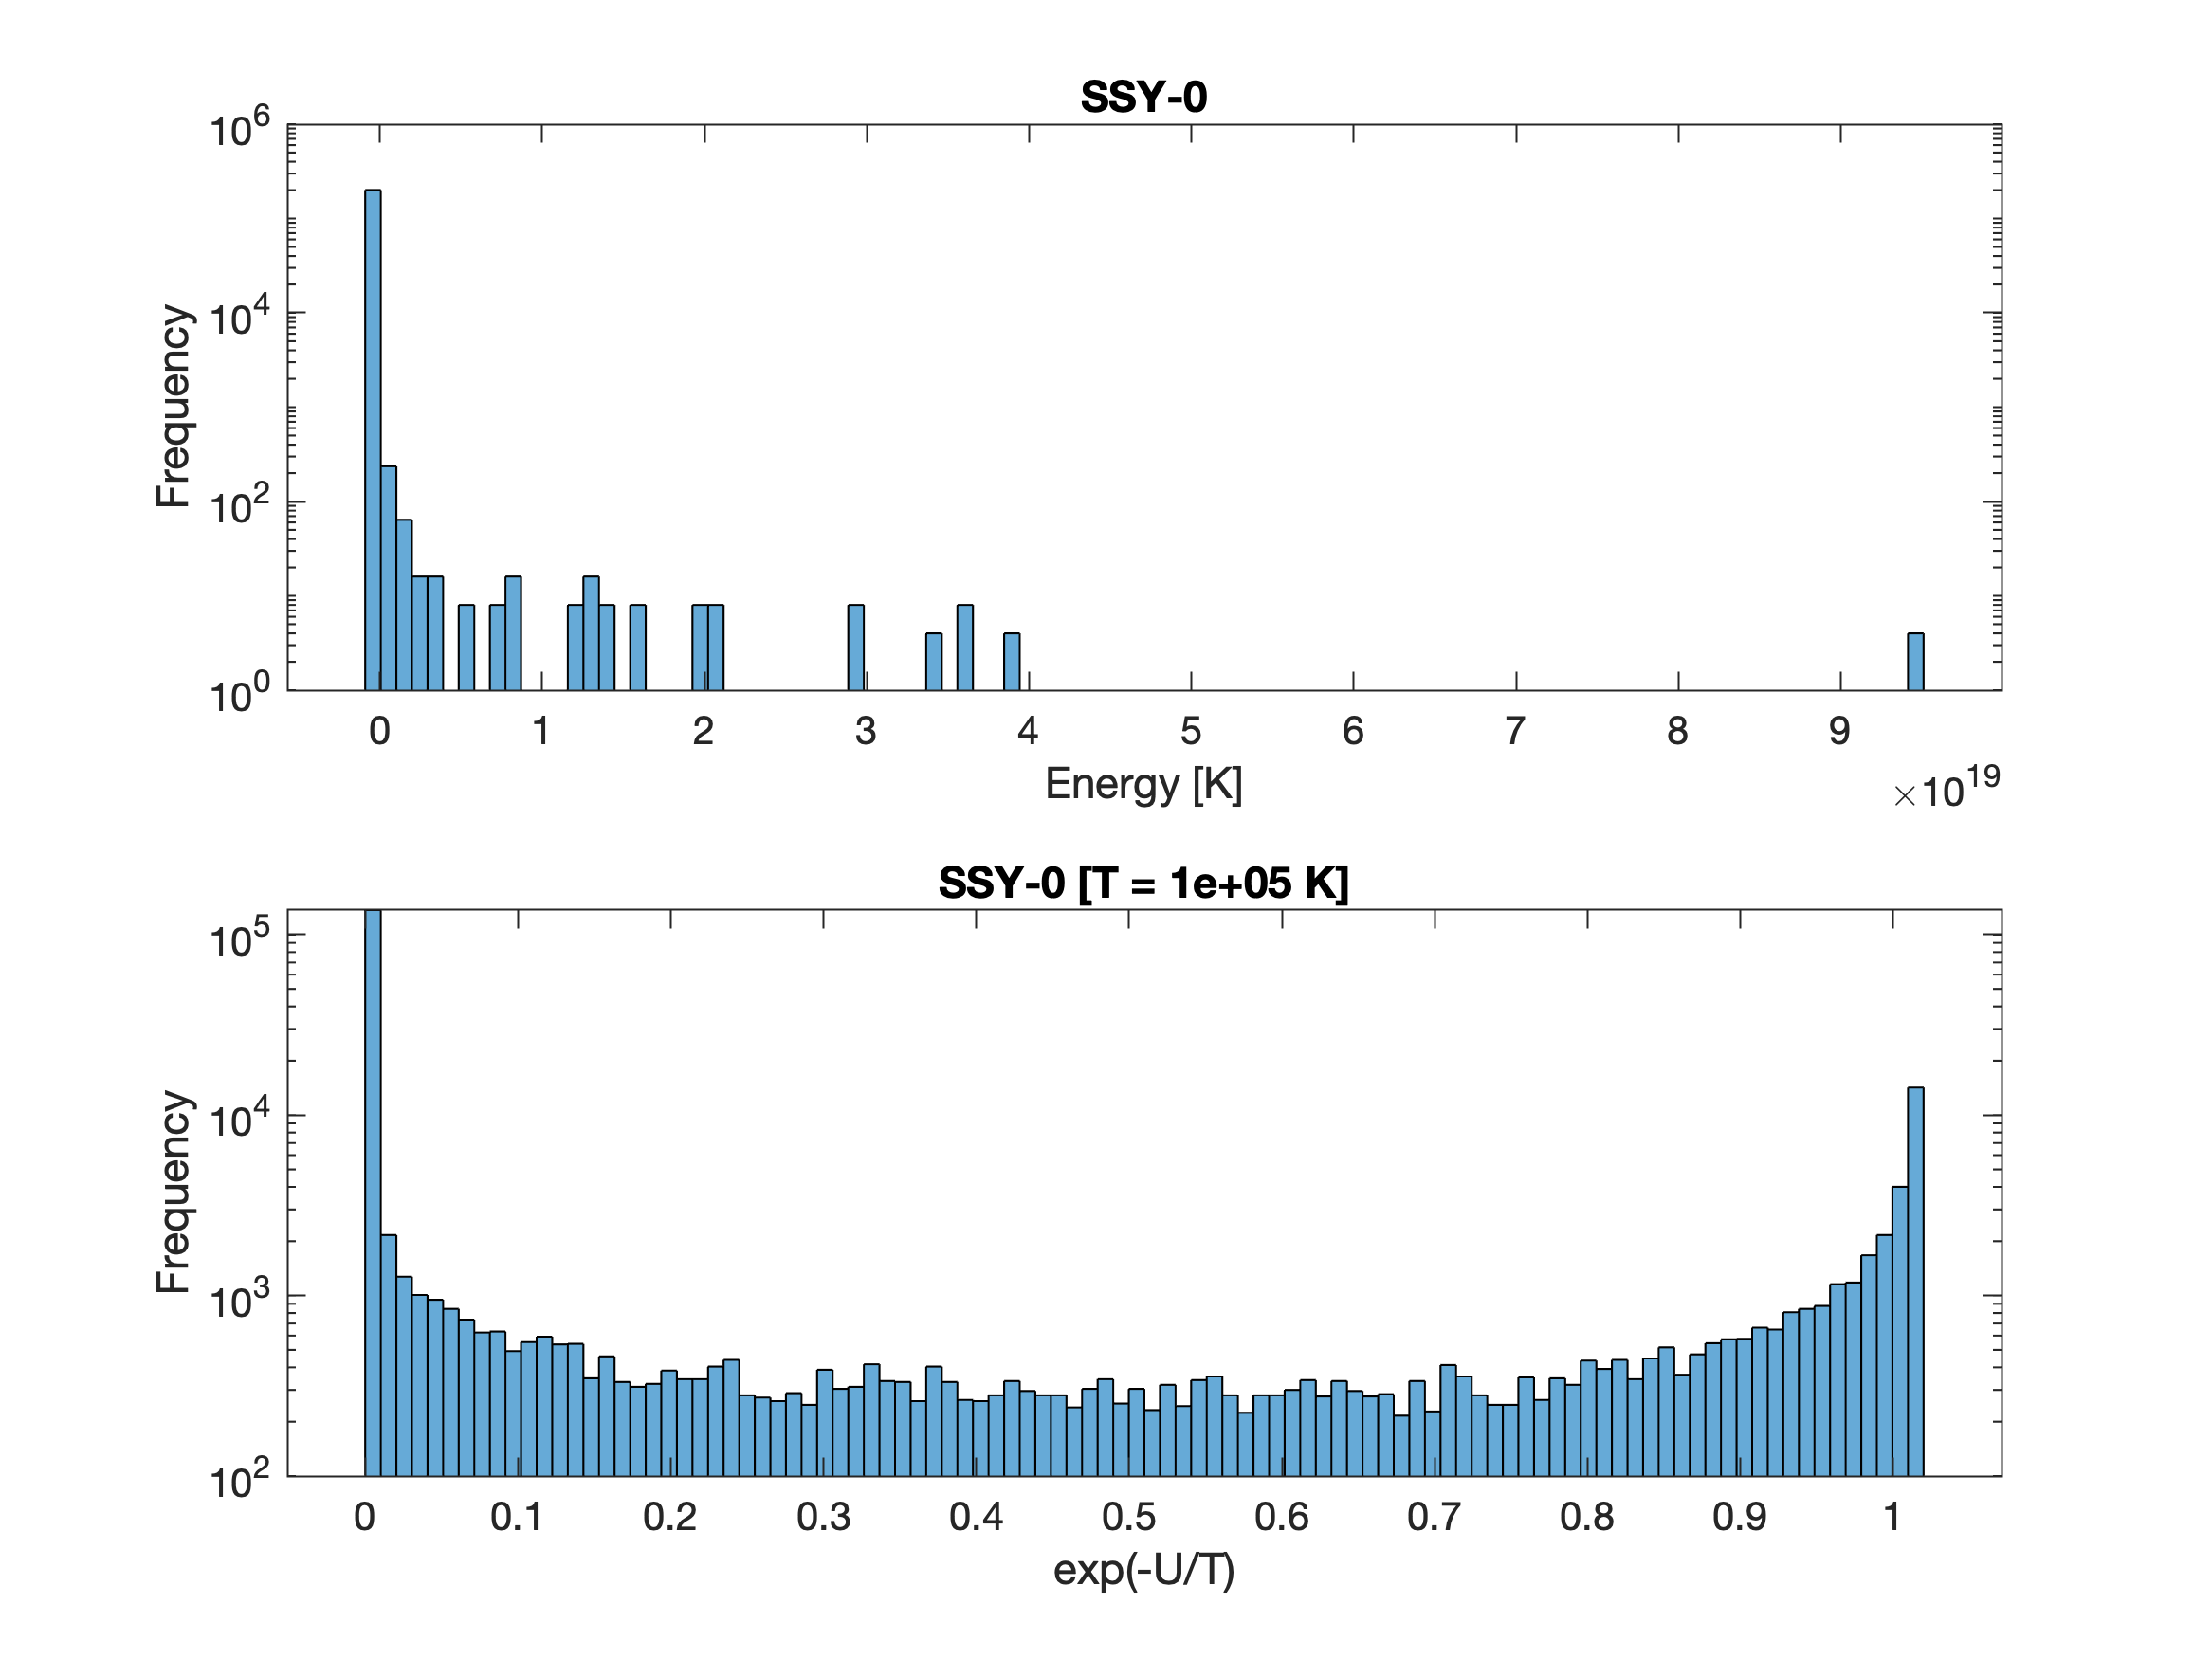 SSY-0
10^6
10^4
10^2
10^0
Frequency
0 1 2 3 4 5 6 7 8 9
Energy [K]
×10^19
SSY-0 [T = 1e+05 K]
10^5
10^4
10^3
10^2
Frequency
0 0.1 0.2 0.3 0.4 0.5 0.6 0.7 0.8 0.9 1
exp(-U/T)